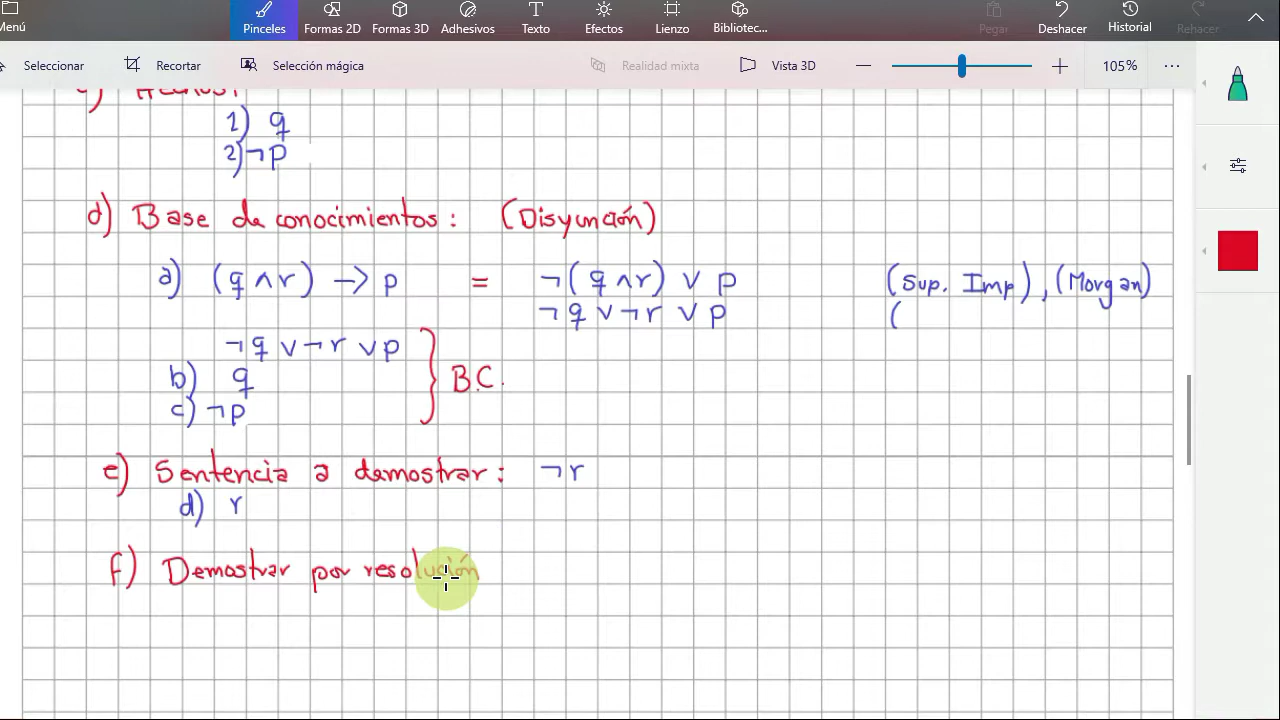 Menú
Pinceles Formas 2D Formas 3D Adhesivos Texto Efectos Lienzo Bibliotec... Pegar Deshacer Historial Rehacer
Seleccionar Recortar Selección mágica Realidad mixta Vista 3D 105% ...
1) q
2) ¬p
d) Base de conocimientos: (Disyunción)
a) (q ∧ r) -> p = ¬(q ∧ r) ∨ p (Sup. Imp), (Morgan)
¬q ∨ ¬r ∨ p (
¬q ∨ ¬r ∨ p
b) q B.C.
c) ¬p
e) Sentencia a demostrar: ¬r
d) r
f) Demostrar por resolución